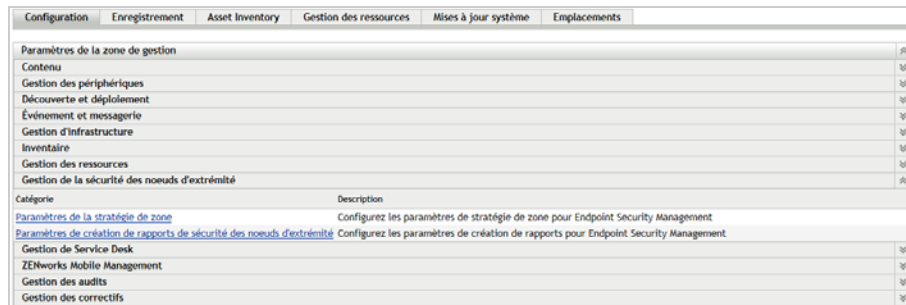 Configuration Enregistrement Asset Inventory Gestion des ressources Mises à jour système Emplacements
Paramètres de la zone de gestion
Contenu
Gestion des périphériques
Découverte et déploiement
Événement et messagerie
Gestion d'infrastructure
Inventaire
Gestion des ressources
Gestion de la sécurité des noeuds d'extrémité
Catégorie Description
Paramètres de la stratégie de zone Configurez les paramètres de stratégie de zone pour Endpoint Security Management
Paramètres de création de rapports de sécurité des noeuds d'extrémité Configurez les paramètres de création de rapports pour Endpoint Security Management
Gestion de Service Desk
ZENworks Mobile Management
Gestion des audits
Gestion des correctifs